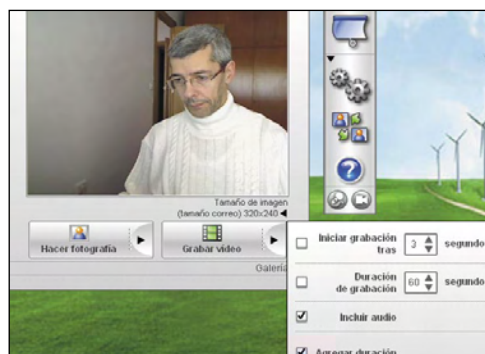 Tamaño de imagen
(tamaño correo) 320x240
Hacer fotografía
Grabar vídeo
Galería
Iniciar grabación
tras
3
segundo
Duración
de grabación
60
segundo
Incluir audio
Agregar duración